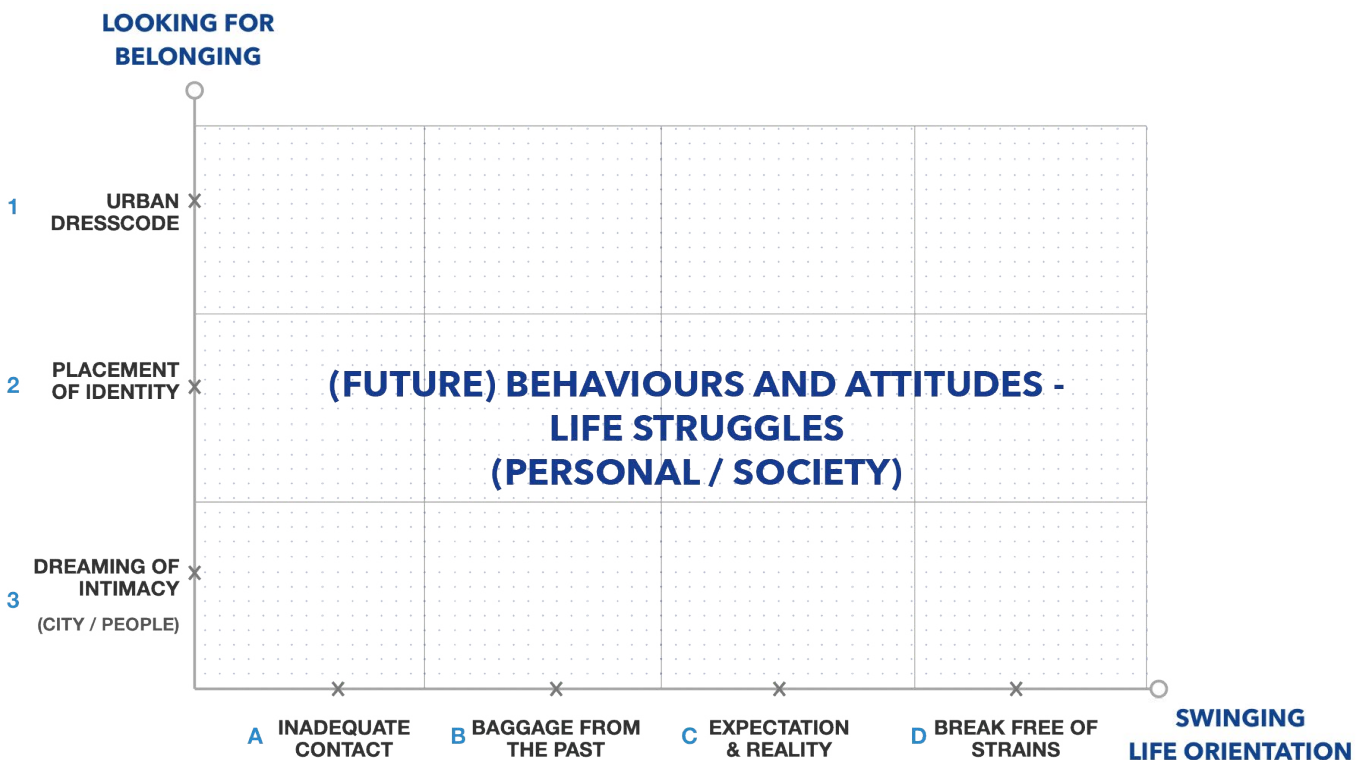 LOOKING FOR
BELONGING
1
URBAN
DRESSCODE
2
PLACEMENT
OF IDENTITY
(FUTURE) BEHAVIOURS AND ATTITUDES -
LIFE STRUGGLES
(PERSONAL / SOCIETY)
3
DREAMING OF
INTIMACY
(CITY / PEOPLE)
A
INADEQUATE
CONTACT
B
BAGGAGE FROM
THE PAST
C
EXPECTATION
& REALITY
D
BREAK FREE OF
STRAINS
SWINGING
LIFE ORIENTATION